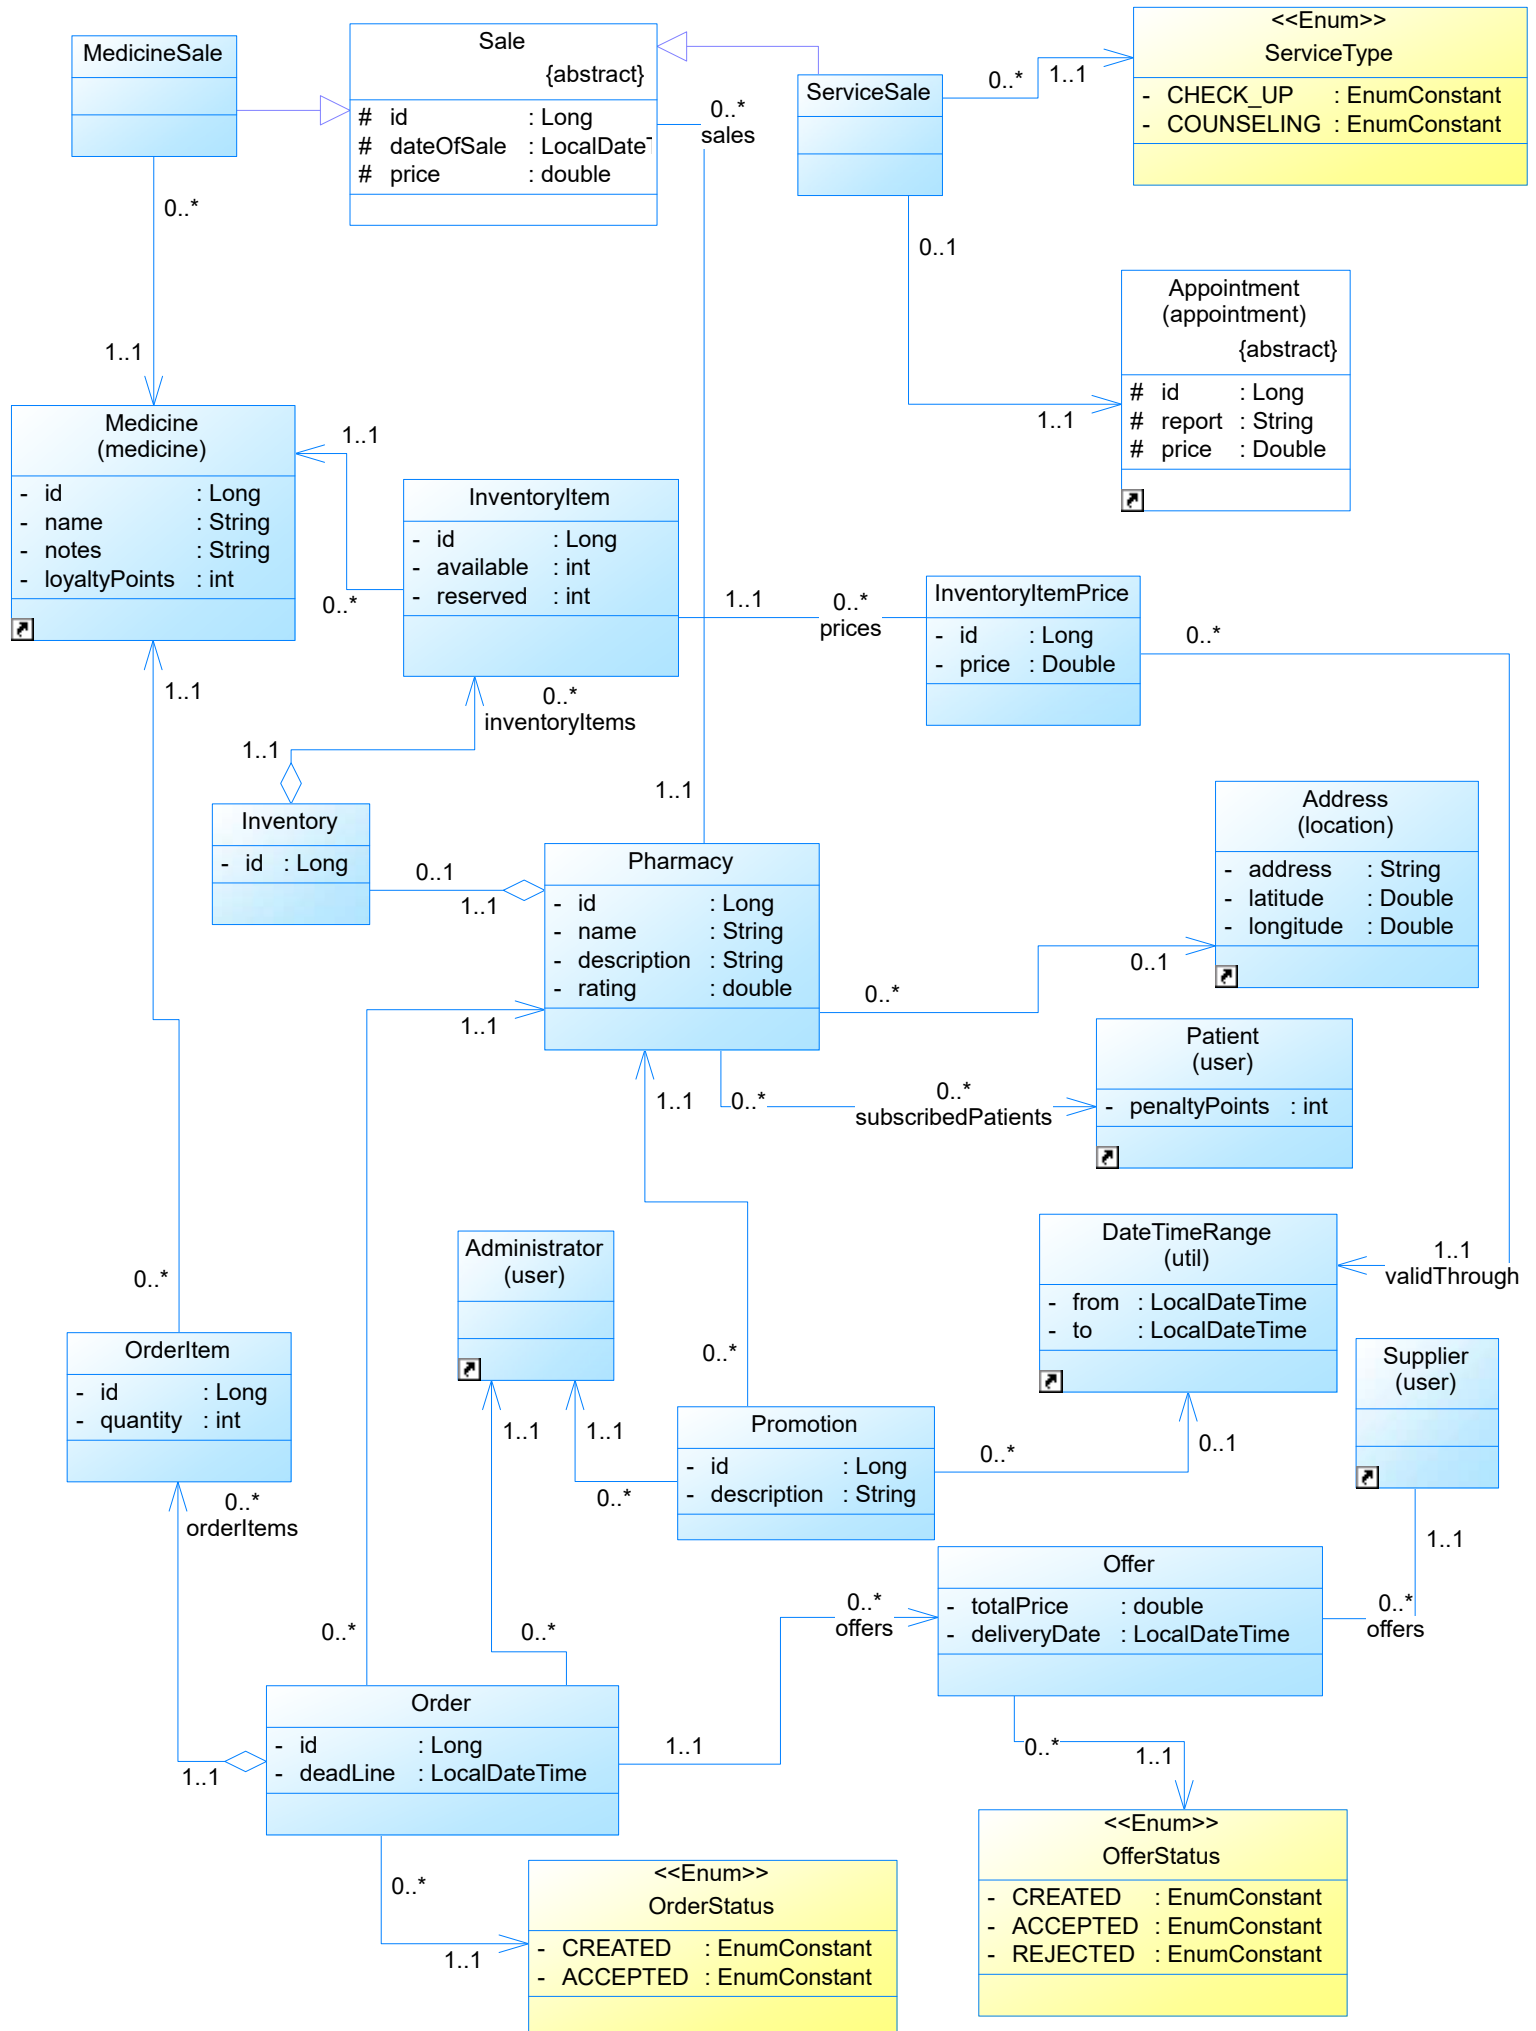 MedicineSale
Sale
{abstract}
# id : Long
# dateOfSale : LocalDateT
# price : double
0..*
sales
ServiceSale
0..*
1..1
<<Enum>>
ServiceType
- CHECK_UP : EnumConstant
- COUNSELING : EnumConstant
0..*
1..1
0..1
1..1
Appointment
(appointment)
{abstract}
# id : Long
# report : String
# price : Double
Medicine
(medicine)
- id : Long
- name : String
- notes : String
- loyaltyPoints : int
1..1
0..*
InventoryItem
- id : Long
- available : int
- reserved : int
1..1
0..*
prices
InventoryItemPrice
- id : Long
- price : Double
0..*
1..1
0..*
inventoryItems
1..1
1..1
Inventory
- id : Long
0..1
1..1
Pharmacy
- id : Long
- name : String
- description : String
- rating : double
Address
(location)
- address : String
- latitude : Double
- longitude : Double
0..1
0..*
1..1
1..1
0..*
0..*
subscribedPatients
Patient
(user)
- penaltyPoints : int
Administrator
(user)
DateTimeRange
(util)
- from : LocalDateTime
- to : LocalDateTime
1..1
validThrough
0..*
OrderItem
- id : Long
- quantity : int
0..*
Supplier
(user)
1..1
1..1
0..*
Promotion
- id : Long
- description : String
0..*
0..1
0..*
orderItems
1..1
Offer
- totalPrice : double
- deliveryDate : LocalDateTime
0..*
offers
0..*
0..*
0..*
offers
Order
- id : Long
- deadLine : LocalDateTime
1..1
1..1
0..*
1..1
<<Enum>>
OfferStatus
- CREATED : EnumConstant
- ACCEPTED : EnumConstant
- REJECTED : EnumConstant
0..*
1..1
<<Enum>>
OrderStatus
- CREATED : EnumConstant
- ACCEPTED : EnumConstant